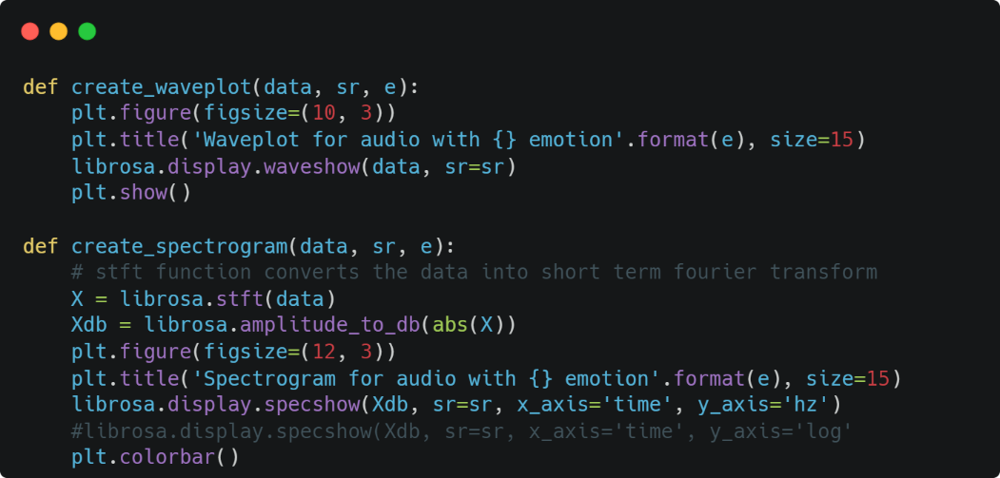 def create_waveplot(data, sr, e):
    plt.figure(figsize=(10, 3))
    plt.title('Waveplot for audio with {} emotion'.format(e), size=15)
    librosa.display.waveshow(data, sr=sr)
    plt.show()

def create_spectrogram(data, sr, e):
    # stft function converts the data into short term fourier transform
    X = librosa.stft(data)
    Xdb = librosa.amplitude_to_db(abs(X))
    plt.figure(figsize=(12, 3))
    plt.title('Spectrogram for audio with {} emotion'.format(e), size=15)
    librosa.display.specshow(Xdb, sr=sr, x_axis='time', y_axis='hz')
    #librosa.display.specshow(Xdb, sr=sr, x_axis='time', y_axis='log'
    plt.colorbar()